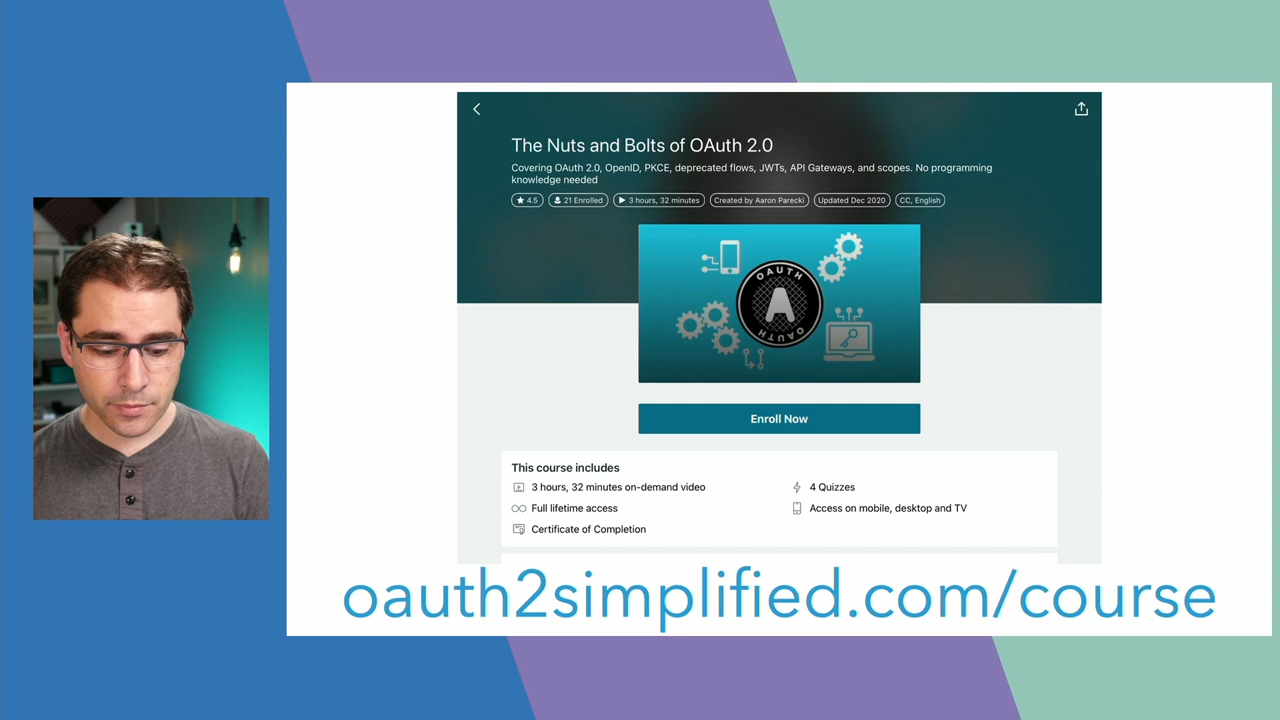 The Nuts and Bolts of OAuth 2.0
Covering OAuth 2.0, OpenID, PKCE, deprecated flows, JWTs, API Gateways, and scopes. No programming
knowledge needed
4.5
21 Enrolled
3 hours, 32 minutes
Created by Aaron Parecki
Updated Dec 2020
CC, English
OAUTH
A
OAUTH
Enroll Now
This course includes
3 hours, 32 minutes on-demand video
4 Quizzes
Full lifetime access
Access on mobile, desktop and TV
Certificate of Completion
oauth2simplified.com/course